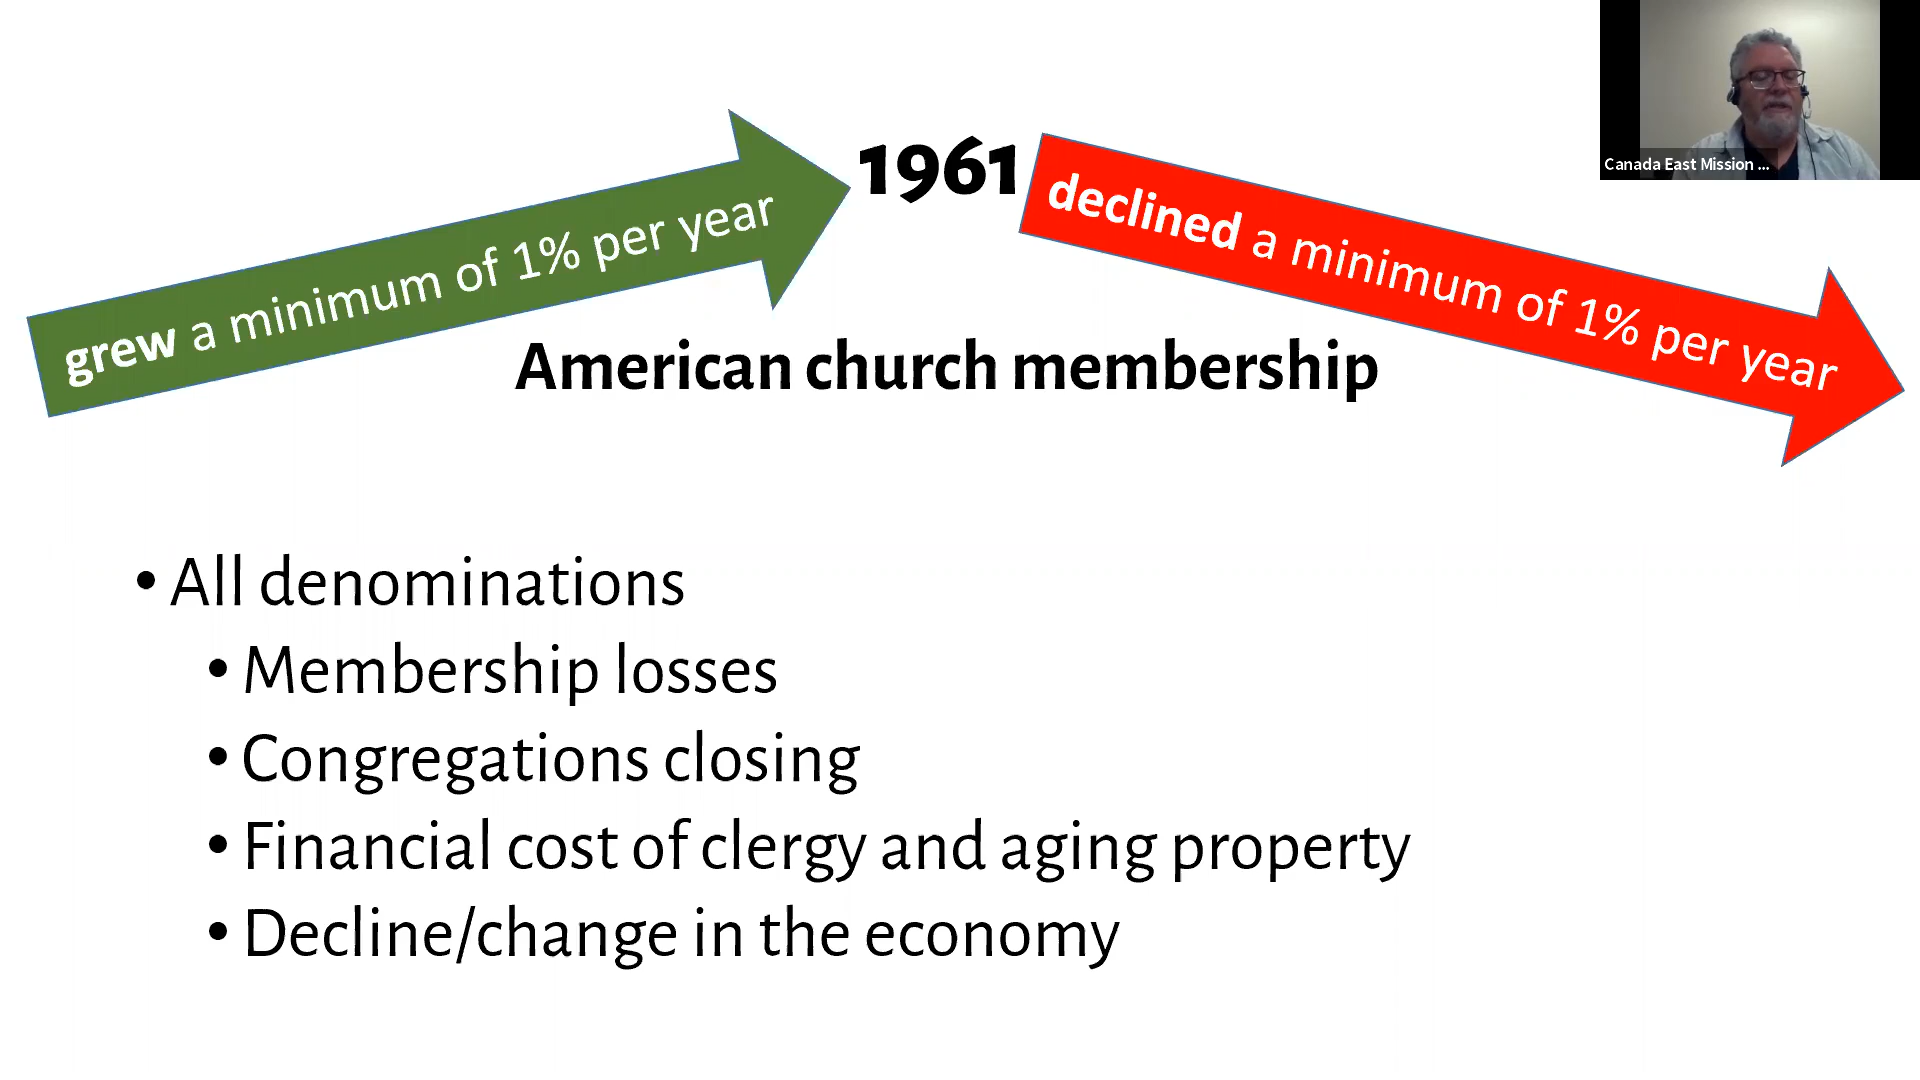 1961
grew a minimum of 1% per year
declined a minimum of 1% per year
American church membership
• All denominations
• Membership losses
• Congregations closing
• Financial cost of clergy and aging property
• Decline/change in the economy
Canada East Mission ...